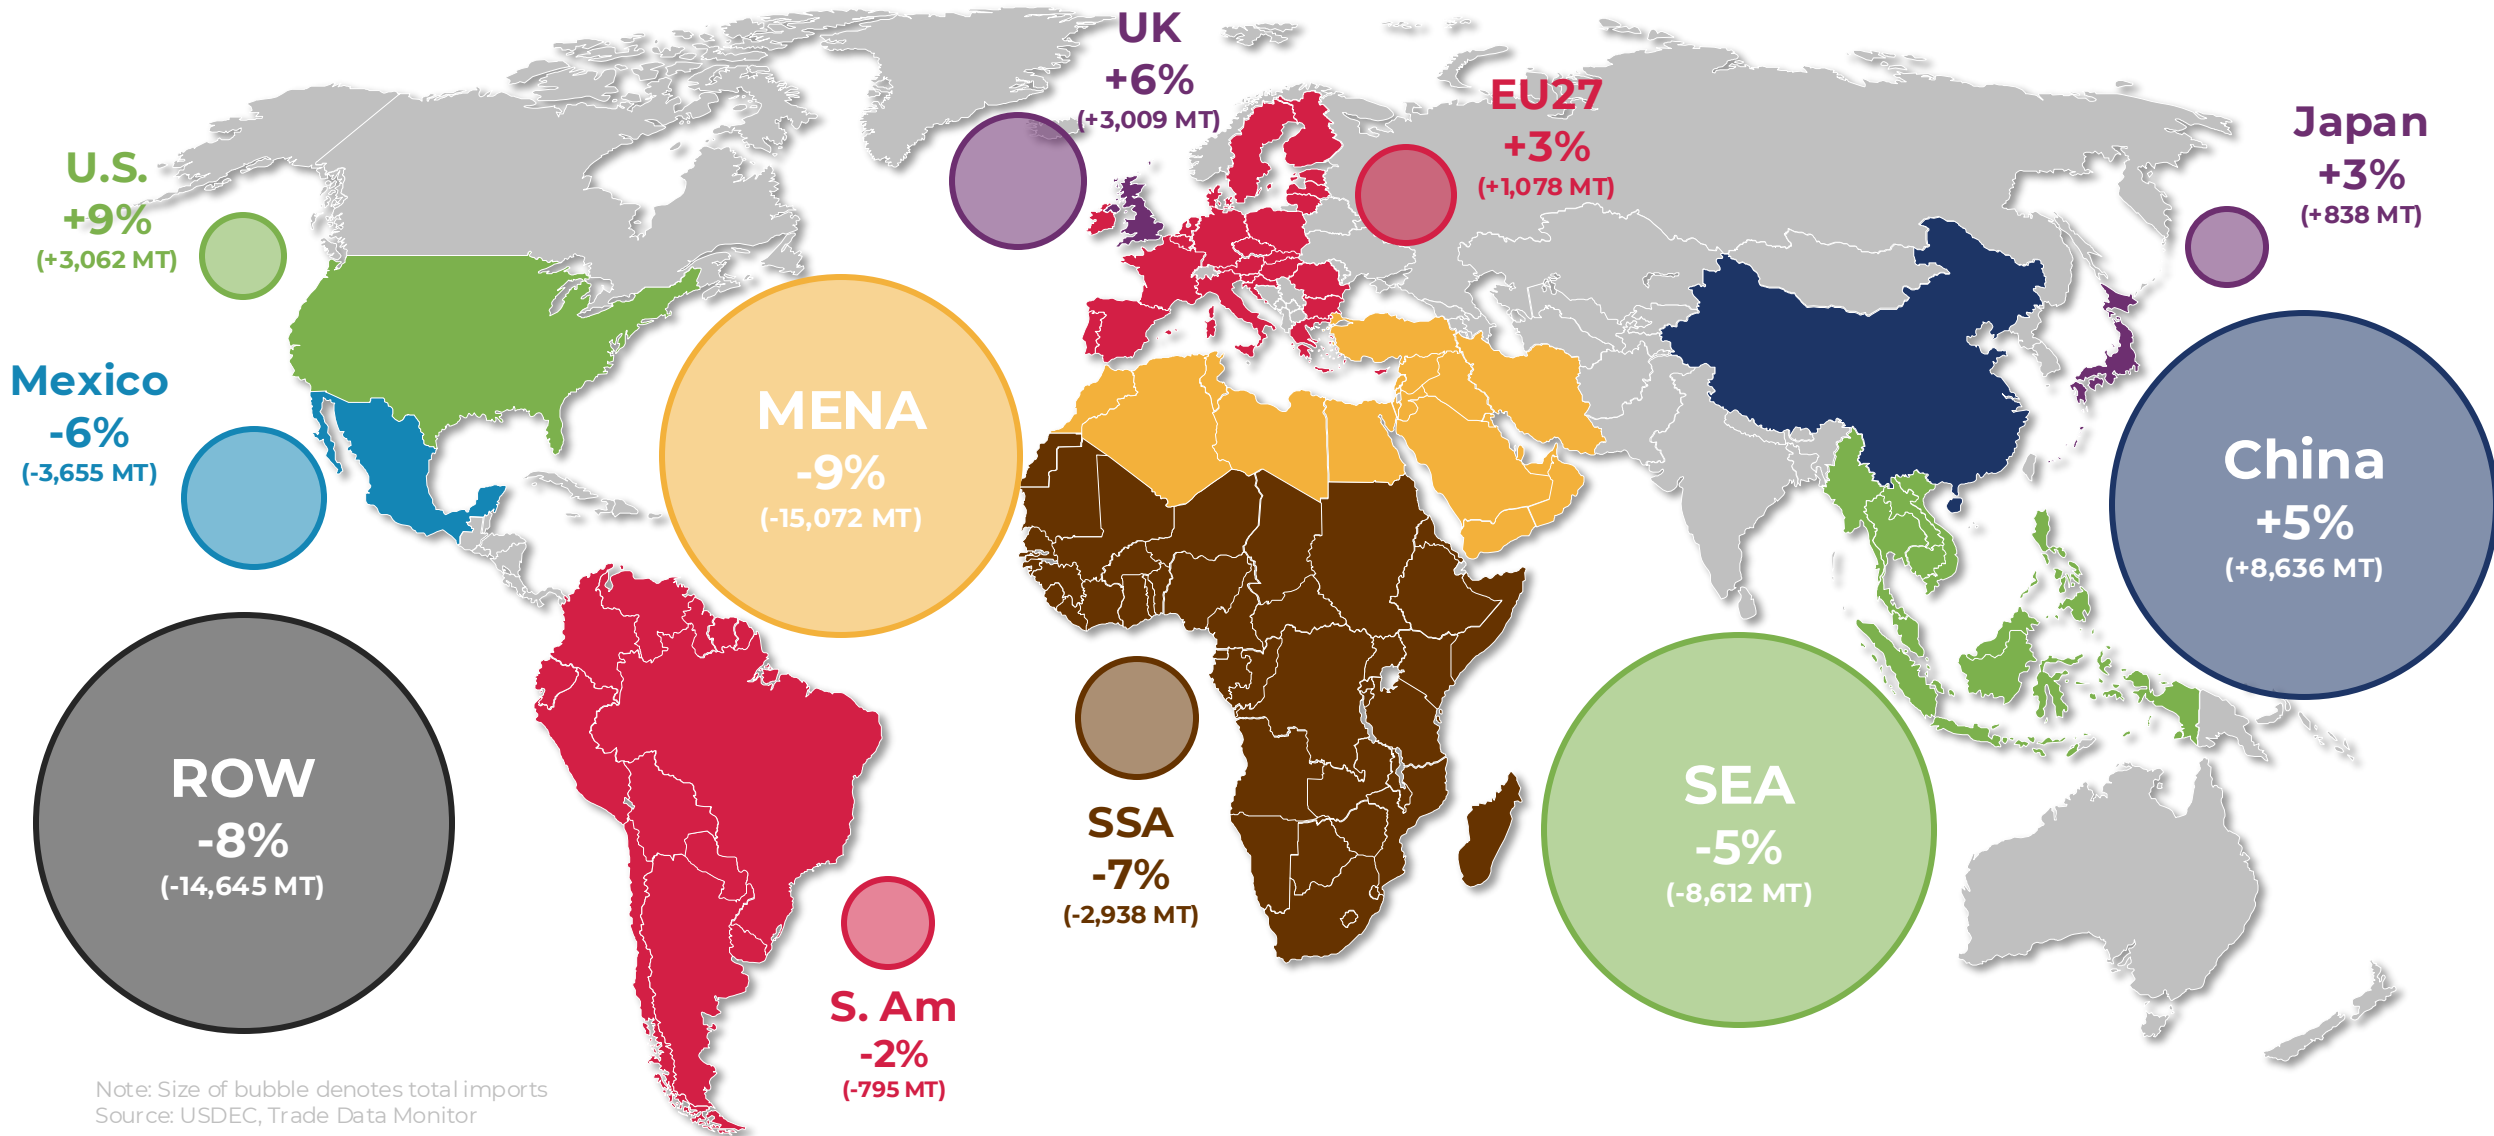 UK
+6%
(+3,009 MT)
EU27
+3%
(+1,078 MT)
Japan
+3%
(+838 MT)
U.S.
+9%
(+3,062 MT)
Mexico
-6%
(-3,655 MT)
MENA
-9%
(-15,072 MT)
China
+5%
(+8,636 MT)
ROW
-8%
(-14,645 MT)
SSA
-7%
(-2,938 MT)
SEA
-5%
(-8,612 MT)
S. Am
-2%
(-795 MT)
Note: Size of bubble denotes total imports
Source: USDEC, Trade Data Monitor